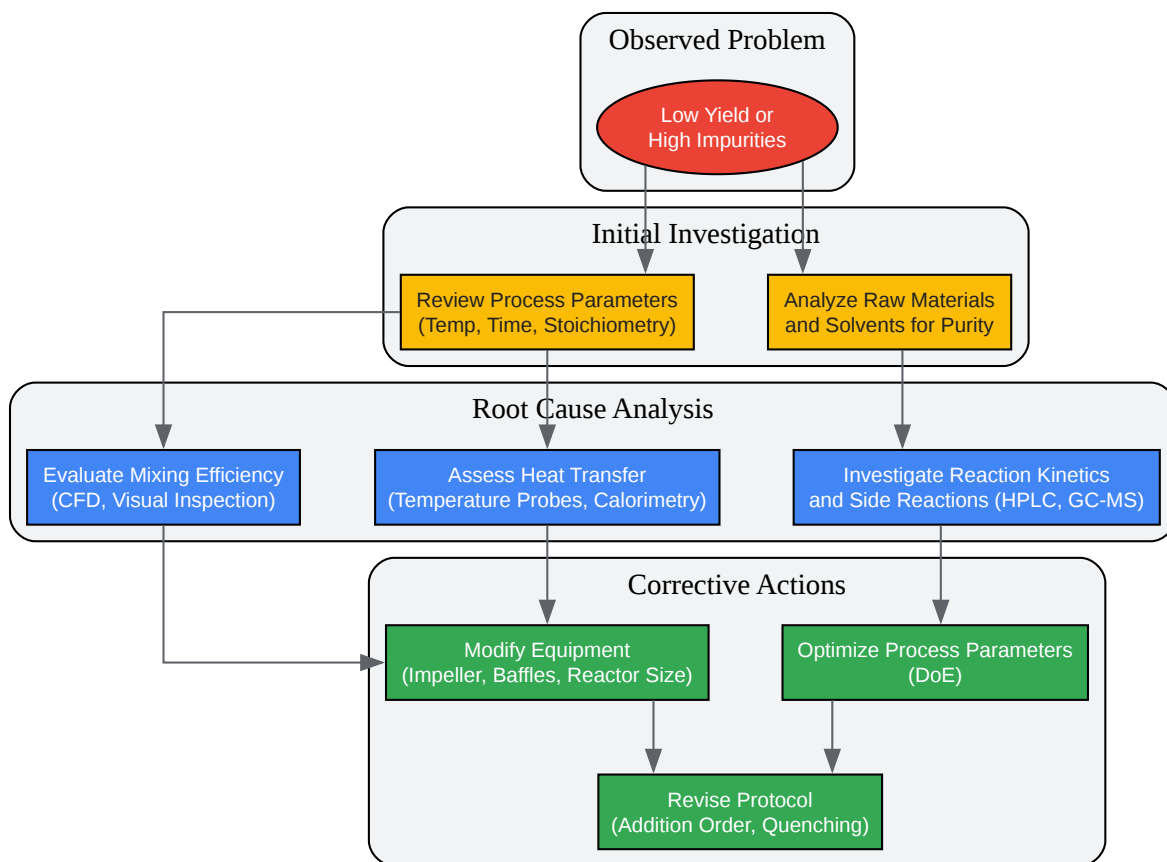 Observed Problem
Low Yield or
High Impurities
Initial Investigation
Review Process Parameters
(Temp, Time, Stoichiometry)
Analyze Raw Materials
and Solvents for Purity
Root Cause Analysis
Evaluate Mixing Efficiency
(CFD, Visual Inspection)
Assess Heat Transfer
(Temperature Probes, Calorimetry)
Investigate Reaction Kinetics
and Side Reactions (HPLC, GC-MS)
Corrective Actions
Modify Equipment
(Impeller, Baffles, Reactor Size)
Optimize Process Parameters
(DoE)
Revise Protocol
(Addition Order, Quenching)